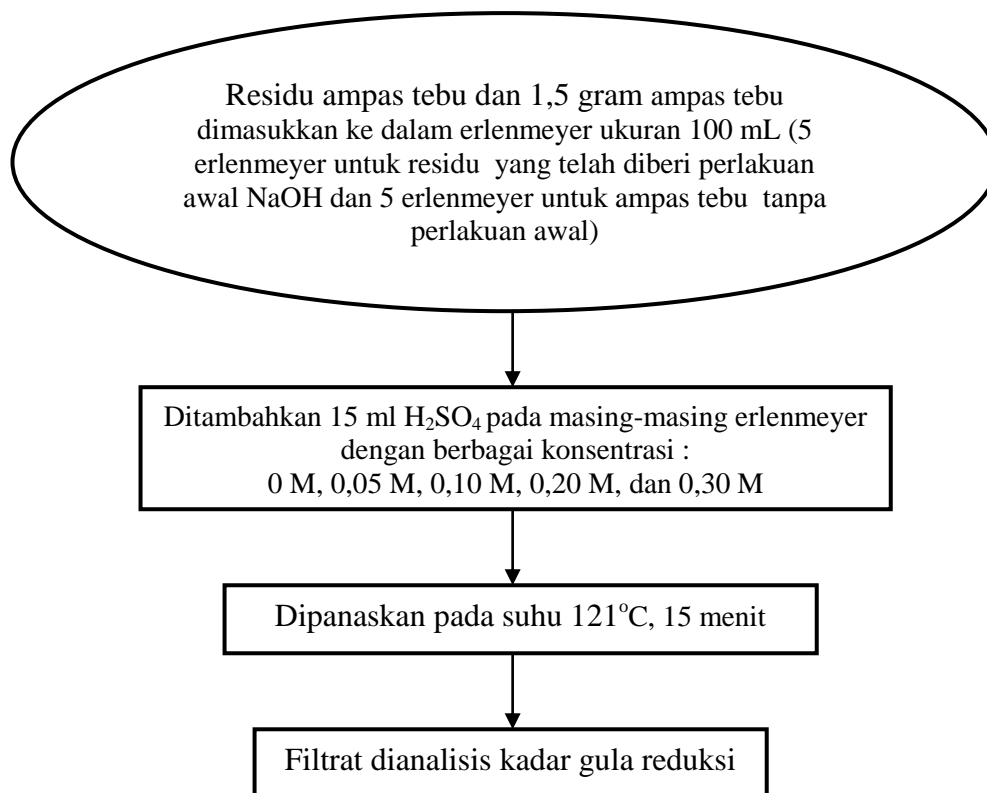 Residu ampas tebu dan 1,5 gram ampas tebu
dimasukkan ke dalam erlenmeyer ukuran 100 mL (5
erlenmeyer untuk residu yang telah diberi perlakuan
awal NaOH dan 5 erlenmeyer untuk ampas tebu tanpa
perlakuan awal)
Ditambahkan 15 ml H₂SO₄ pada masing-masing erlenmeyer
dengan berbagai konsentrasi :
0 M, 0,05 M, 0,10 M, 0,20 M, dan 0,30 M
Dipanaskan pada suhu 121°C, 15 menit
Filtrat dianalisis kadar gula reduksi